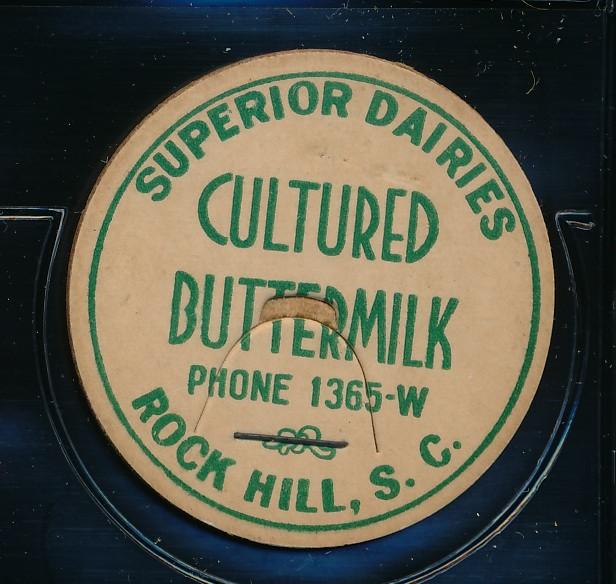 SUPERIOR DAIRIES
CULTURED
BUTTERMILK
PHONE 1365-W
ROCK HILL, S. C.